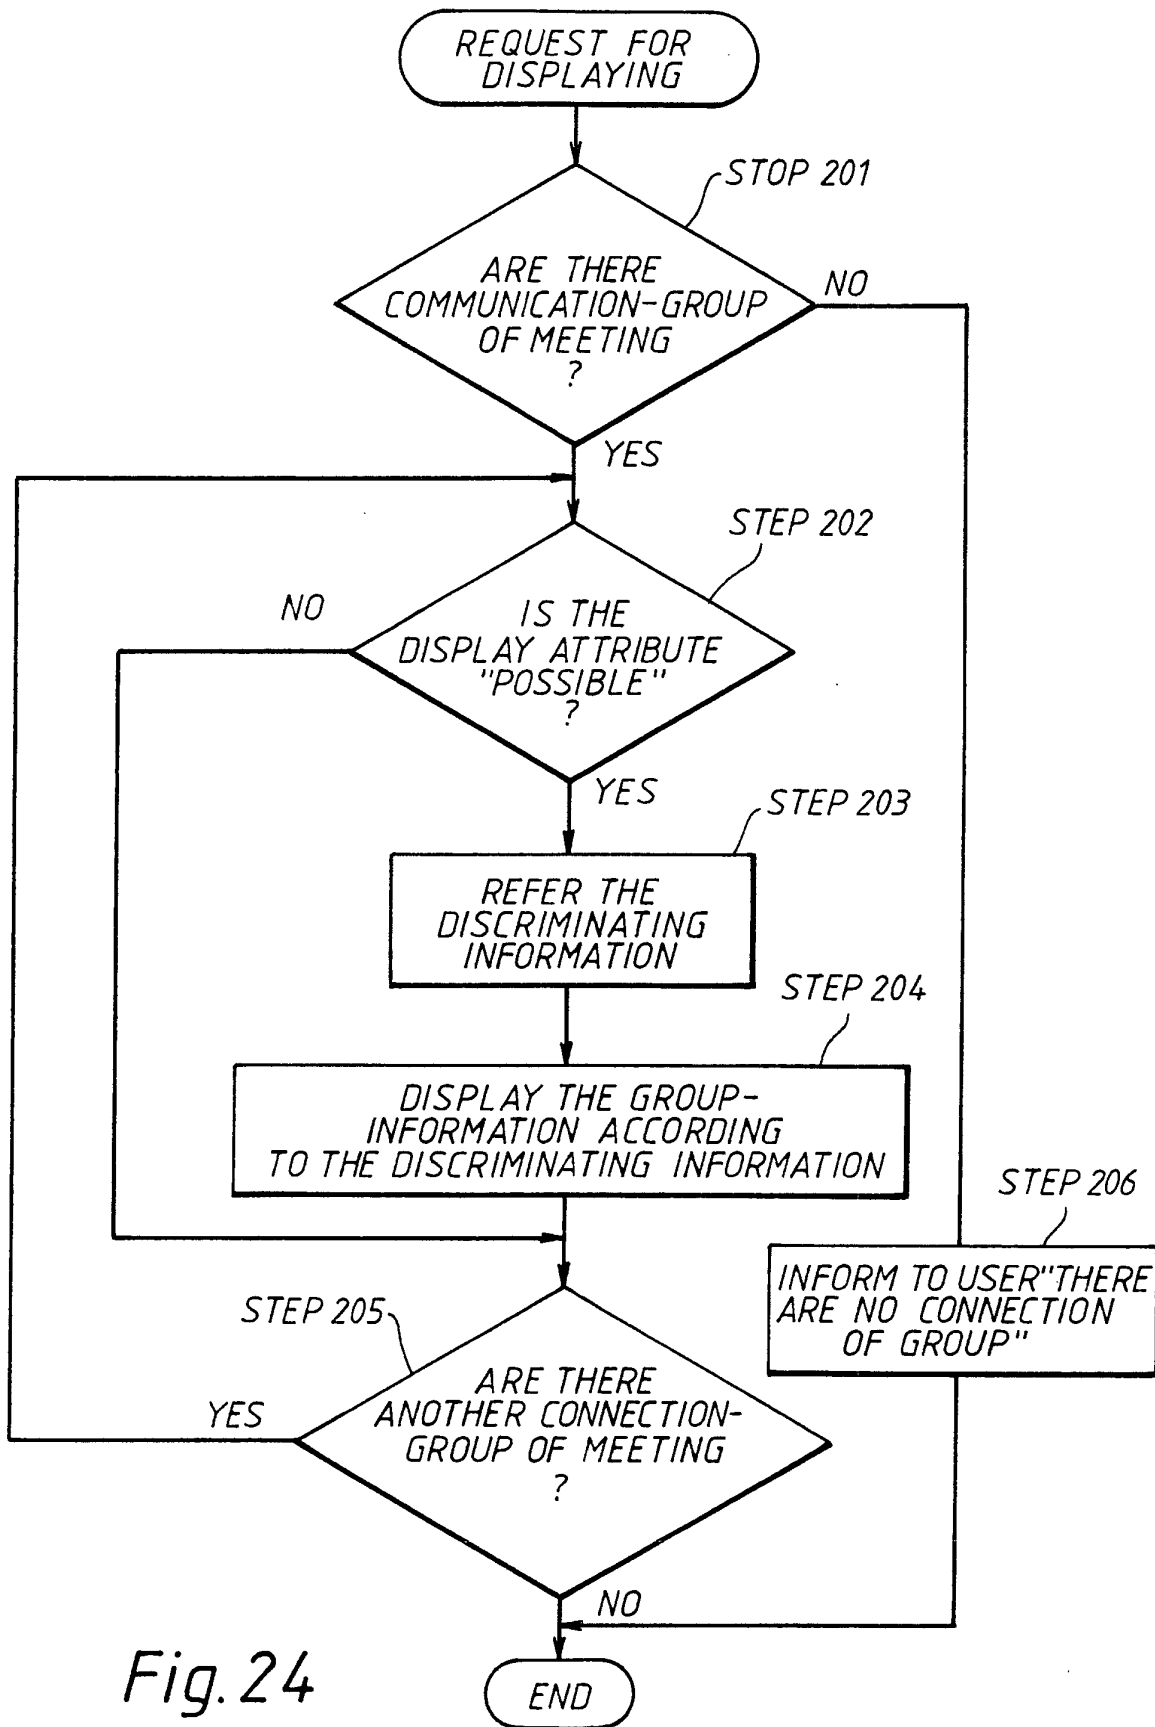 REQUEST FOR
DISPLAYING
STOP 201
ARE THERE
COMMUNICATION-GROUP
OF MEETING
?
NO
YES
STEP 202
NO
IS THE
DISPLAY ATTRIBUTE
"POSSIBLE"
?
YES
STEP 203
REFER THE
DISCRIMINATING
INFORMATION
STEP 204
DISPLAY THE GROUP-
INFORMATION ACCORDING
TO THE DISCRIMINATING INFORMATION
STEP 206
INFORM TO USER"THERE
ARE NO CONNECTION
OF GROUP"
STEP 205
YES
ARE THERE
ANOTHER CONNECTION-
GROUP OF MEETING
?
NO
END
Fig. 24